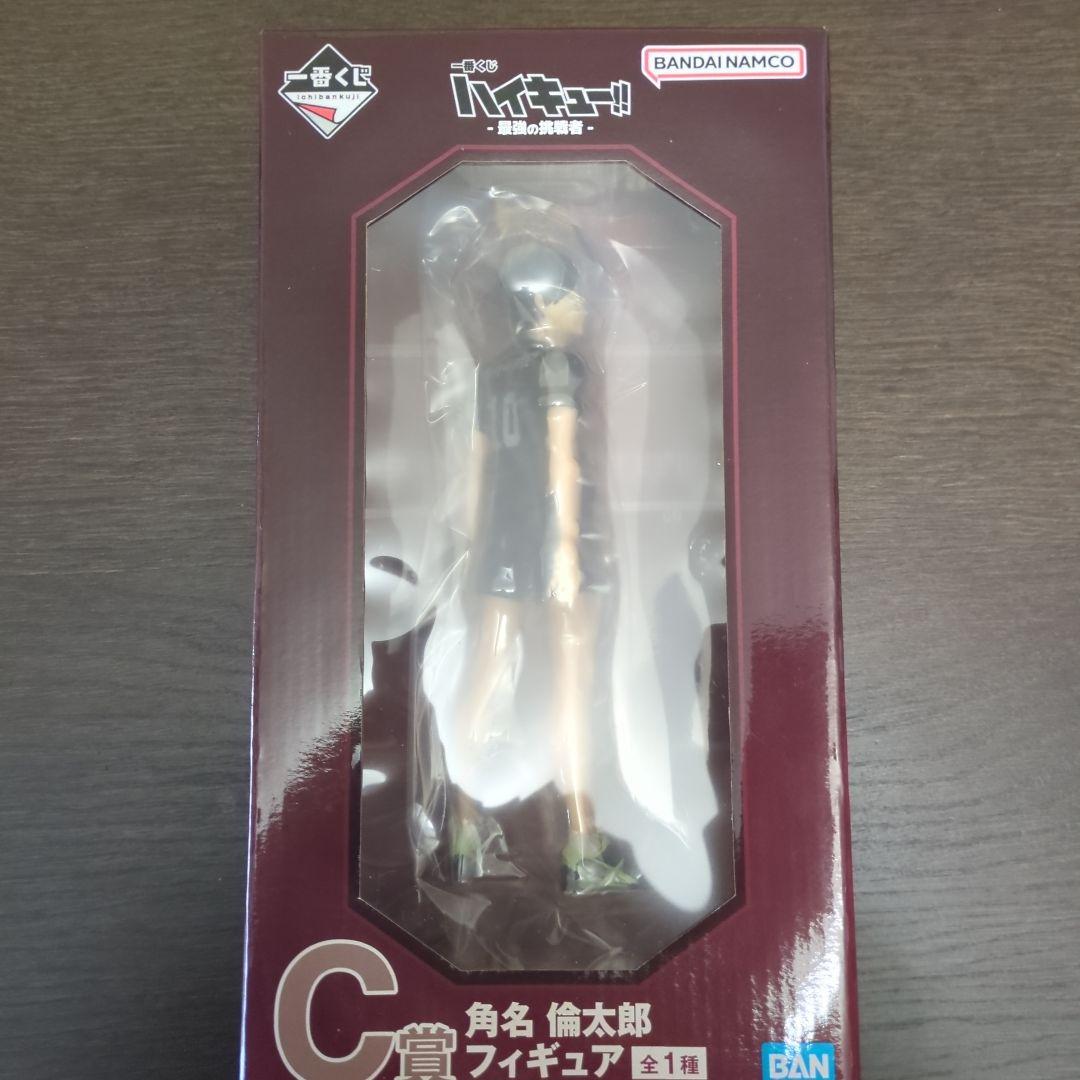 一番くじ
ichibankuji
一番くじ
ハイキュー!!
- 最強の挑戦者 -
BANDAI NAMCO
10
C賞
角名 倫太郎
フィギュア 全1種
BAN